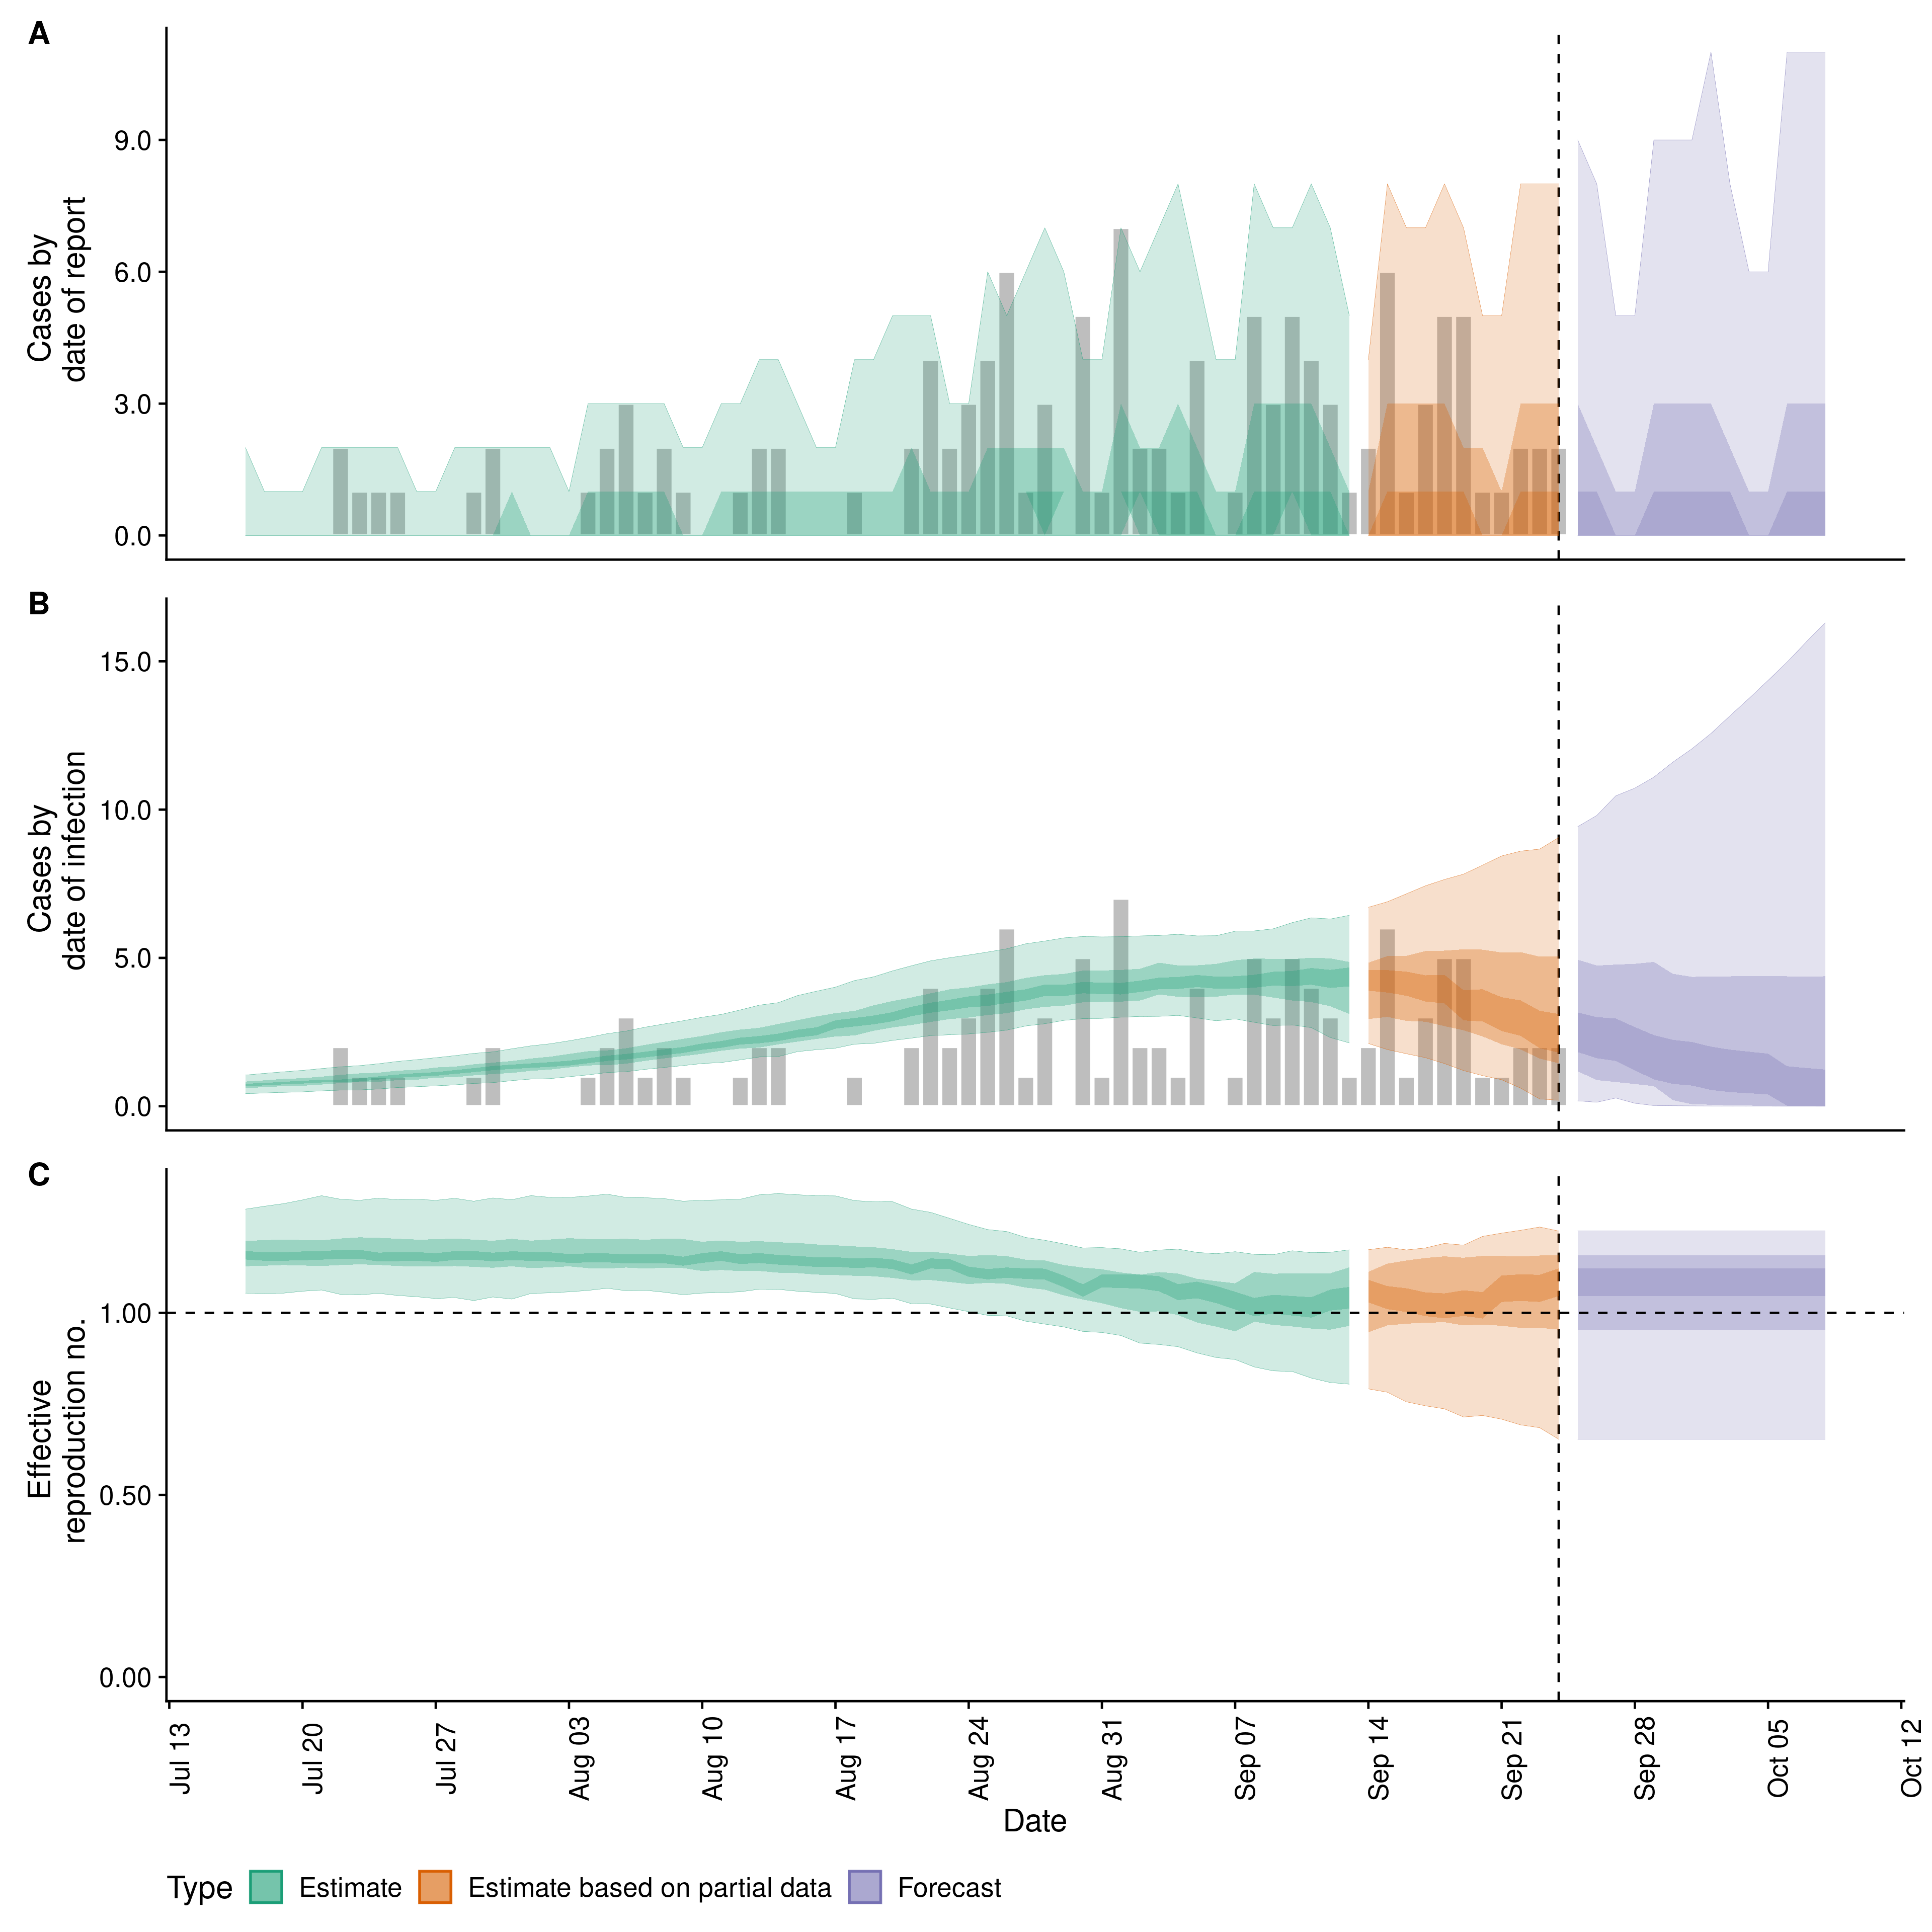 A
Cases by
date of report
9.0
6.0
3.0
0.0
B
Cases by
date of infection
15.0
10.0
5.0
0.0
C
Effective
reproduction no.
1.00
0.50
0.00
Jul 13
Jul 20
Jul 27
Aug 03
Aug 10
Aug 17
Aug 24
Aug 31
Sep 07
Sep 14
Sep 21
Sep 28
Oct 05
Oct 12
Date
Type Estimate Estimate based on partial data Forecast